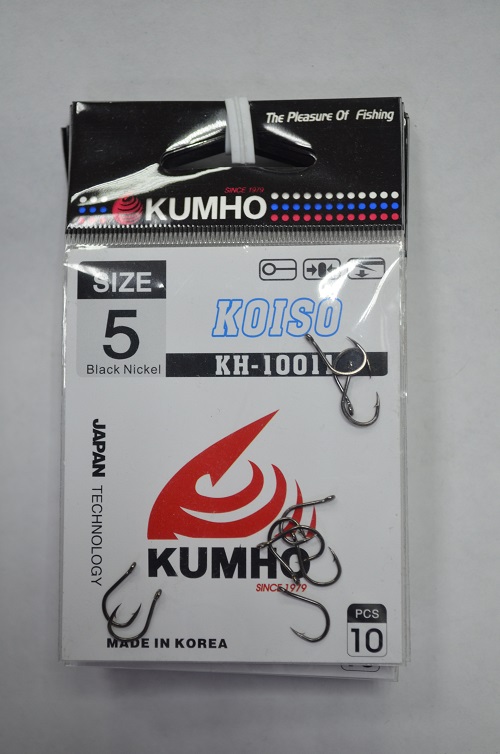 The Pleasure Of Fishing
SINCE 1979
KUMHO
SIZE
5
Black Nickel
KOISO
JAPAN TECHNOLOGY
KUMHO
SINCE 1979
MADE IN KOREA
PCS
10